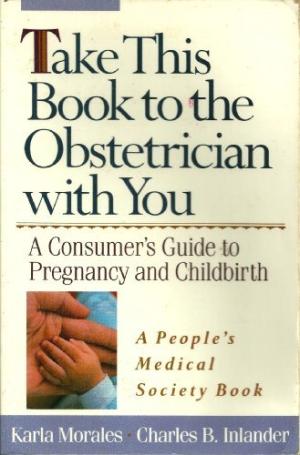 Take This
Book to the
Obstetrician
with You
A Consumer's Guide to
Pregnancy and Childbirth
A People's
Medical
Society Book
Karla Morales · Charles B. Inlander